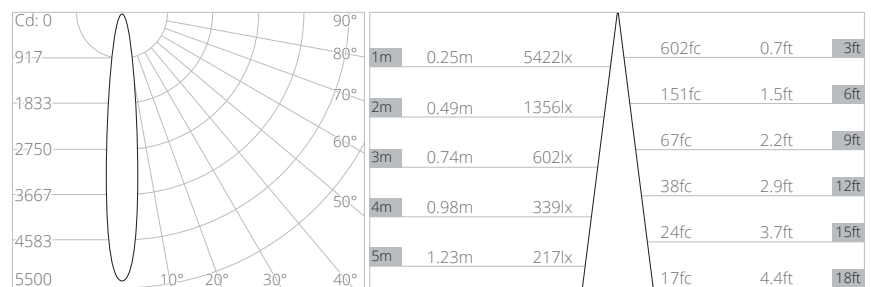 Cd: 0
917
1833
2750
3667
4583
5500
10°
20°
30°
40°
50°
60°
70°
80°
90°
1m 0.25m 5422lx
2m 0.49m 1356lx
3m 0.74m 602lx
4m 0.98m 339lx
5m 1.23m 217lx
602fc 0.7ft 3ft
151fc 1.5ft 6ft
67fc 2.2ft 9ft
38fc 2.9ft 12ft
24fc 3.7ft 15ft
17fc 4.4ft 18ft